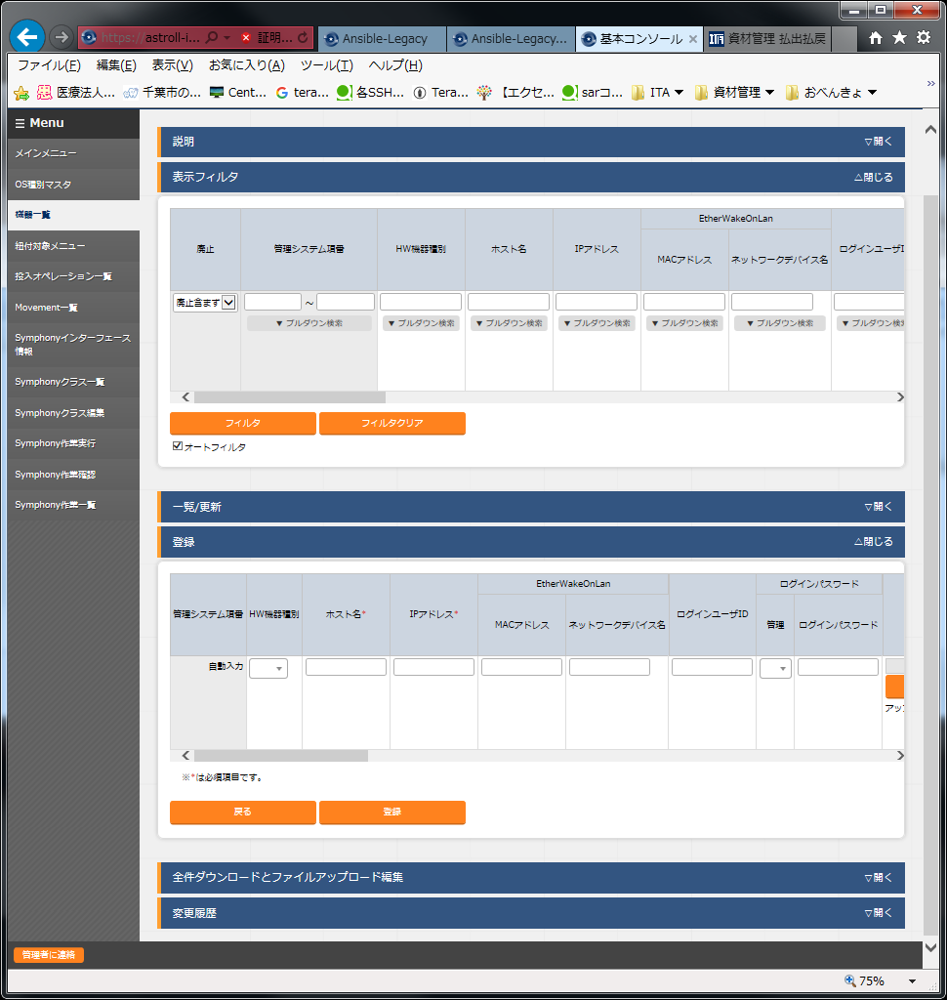 https://astroll-i... 証明... Ansible-Legacy Ansible-Legacy... 基本コンソール 資材管理 払出払戻
ファイル(F) 編集(E) 表示(V) お気に入り(A) ツール(T) ヘルプ(H)
医療法人... 千葉市の... Cent... tera... 各SSH... Tera... 【エクセ... sarコ... ITA 資材管理 おべんきょ
Menu
メインメニュー
OS種別マスタ
機器一覧
紐付対象メニュー
投入オペレーション一覧
Movement一覧
Symphonyインターフェース
情報
Symphonyクラス一覧
Symphonyクラス編集
Symphony作業実行
Symphony作業確認
Symphony作業一覧
説明 ▽開く
表示フィルタ △閉じる
EtherWakeOnLan
廃止 管理システム項番 HW機器種別 ホスト名 IPアドレス MACアドレス ネットワークデバイス名 ログインユーザI
廃止含まず ～
▼ プルダウン検索 ▼ プルダウン検索 ▼ プルダウン検索 ▼ プルダウン検索 ▼ プルダウン検索 ▼ プルダウン検索 ▼ プルダウン検
フィルタ フィルタクリア
オートフィルタ
一覧/更新 ▽開く
登録 △閉じる
EtherWakeOnLan ログインパスワード
管理システム項番 HW機器種別 ホスト名* IPアドレス* MACアドレス ネットワークデバイス名 ログインユーザID 管理 ログインパスワード
自動入力
アッ
※*は必須項目です。
戻る 登録
全件ダウンロードとファイルアップロード編集 ▽開く
変更履歴 ▽開く
管理者に連絡
75%